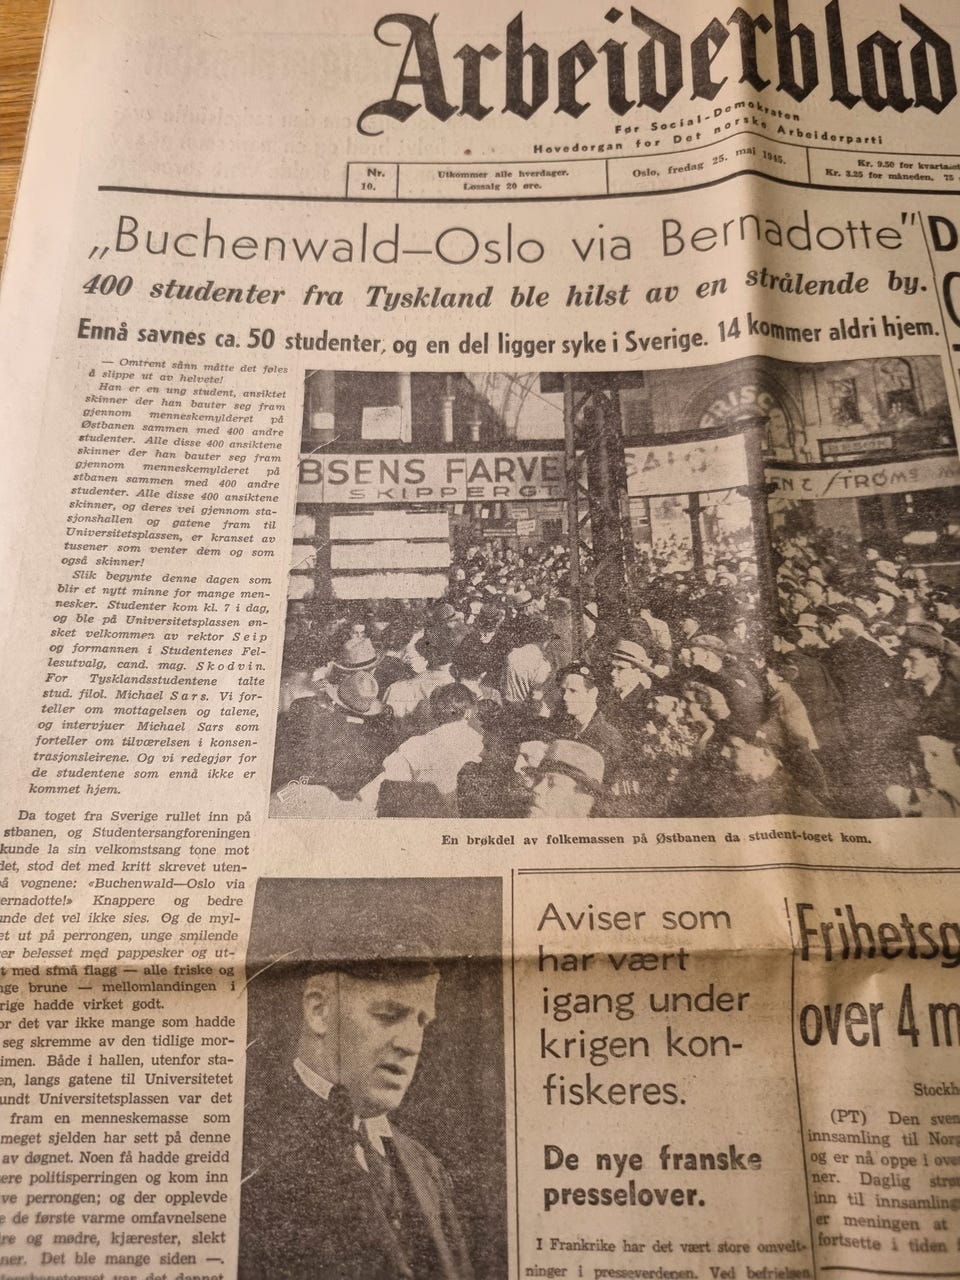 Arbeiderblad
Før Social-Demokraten
Hovedorgan for Det norske Arbeiderparti
Nr.
10.
Utkommer alle hverdager.
Løssalg 20 øre.
Oslo, fredag 25. mai 1945.
Kr. 9.50 for kvartalet
Kr. 3.25 for måneden, 75
„Buchenwald—Oslo via Bernadotte"
400 studenter fra Tyskland ble hilst av en strålende by.
Ennå savnes ca. 50 studenter, og en del ligger syke i Sverige. 14 kommer aldri hjem.
— Omtrent sånn måtte det føles
å slippe ut av helvete!
Han er en ung student, ansiktet
skinner der han bauter seg fram
gjennom menneskemylderet på
Østbanen sammen med 400 andre
studenter. Alle disse 400 ansiktene
skinner der han bauter seg fram
gjennom menneskemylderet på
stbanen sammen med 400 andre
studenter. Alle disse 400 ansiktene
skinner, og deres vei gjennom sta-
sjonshallen og gatene fram til
Universitetsplassen, er kranset av
tusener som venter dem og som
også skinner!
Slik begynte denne dagen som
blir et nytt minne for mange men-
nesker. Studenter kom kl. 7 i dag,
og ble på Universitetsplassen øn-
sket velkommen av rektor Seip
og formannen i Studentenes Fel-
lesutvalg, cand. mag. Skodvin.
For Tysklandsstudentene talte
stud. filol. Michael Sars. Vi for-
teller om mottagelsen og talene,
og intervjuer Michael Sars som
forteller om tilværelsen i konsen-
trasjonsleirene. Og vi redegjør for
de studentene som ennå ikke er
kommet hjem.
BSENS FARVE
SKIPPERGT
En brøkdel av folkemassen på Østbanen da student-toget kom.
Da toget fra Sverige rullet inn på
stbanen, og Studentersangforeningen
kunde la sin velkomstsang tone mot
det, stod det med kritt skrevet uten-
å vognene: «Buchenwald—Oslo via
ernadotte!» Knappere og bedre
unde det vel ikke sies. Og de myl-
et ut på perrongen, unge smilende
er belesset med pappesker og ut-
t med sfmå flagg — alle friske og
nge brune — mellomlandingen i
rige hadde virket godt.
or det var ikke mange som hadde
seg skremme av den tidlige mor-
imen. Både i hallen, utenfor sta-
en, langs gatene til Universitetet
undt Universitetsplassen var det
fram en menneskemasse som
meget sjelden har sett på denne
av døgnet. Noen få hadde greidd
ere politisperringen og kom inn
ve perrongen; og der opplevde
e de første varme omfavnelsene
re og mødre, kjærester, slekt
ner. Det ble mange siden —.
Aviser som
har vært
igang under
krigen kon-
fiskeres.
De nye franske
presselover.
I Frankrike har det vært store omvelt-
ninger i presseverdenen. Ved befrielsen
Frihetsg
over 4 m
Stockh
(PT) Den sven
innsamling til Nor
og er nå oppe i ove
ner. Daglig strø
inn til innsamling
er meningen at
fortsette i tiden